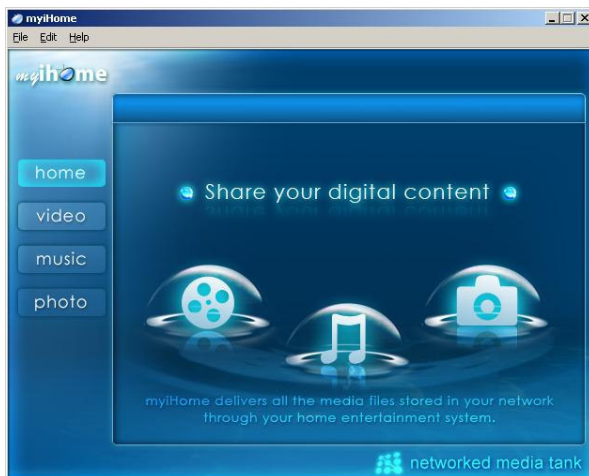 myiHome
File Edit Help
myihome
home
video
music
photo
Share your digital content
myiHome delivers all the media files stored in your network
through your home entertainment system.
networked media tank